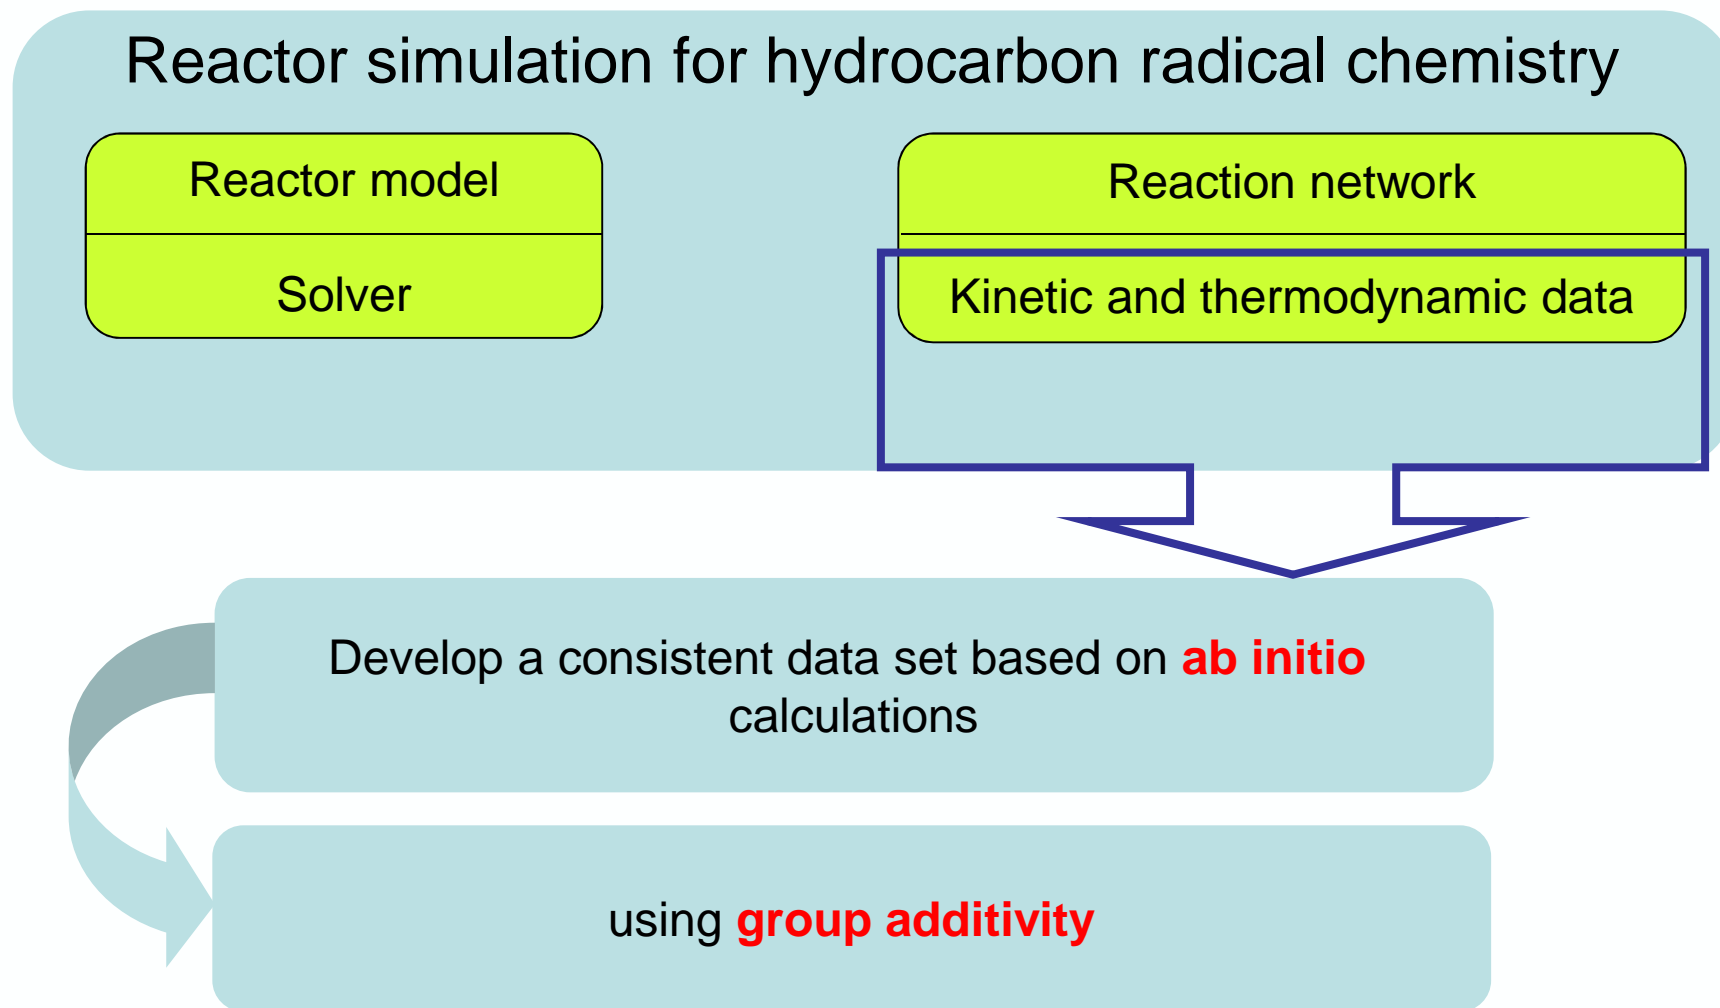 Reactor simulation for hydrocarbon radical chemistry
Reactor model
Solver
Reaction network
Kinetic and thermodynamic data
Develop a consistent data set based on ab initio
calculations
using group additivity